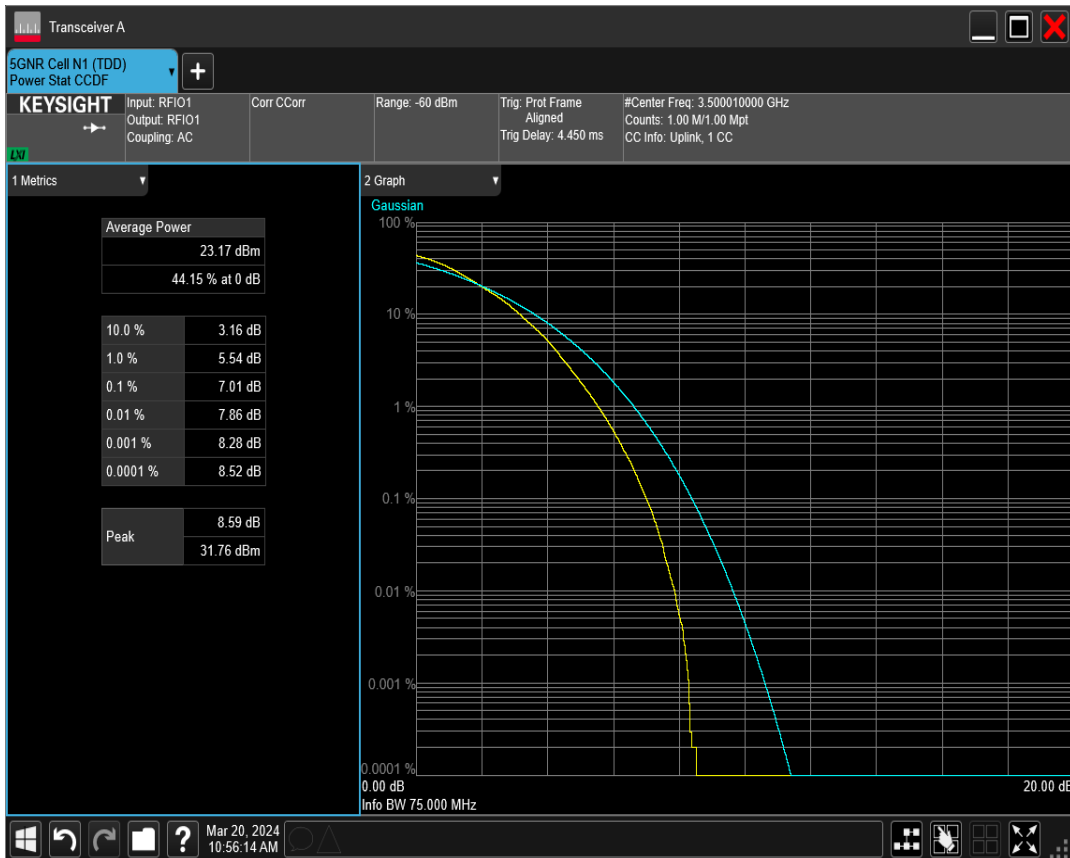 Transceiver A
5GNR Cell N1 (TDD)
Power Stat CCDF
+
KEYSIGHT
LXI
Input: RFIO1
Output: RFIO1
Coupling: AC
Corr CCorr
Range: -60 dBm
Trig: Prot Frame
Aligned
Trig Delay: 4.450 ms
#Center Freq: 3.500010000 GHz
Counts: 1.00 M/1.00 Mpt
CC Info: Uplink, 1 CC
1 Metrics
Average Power
23.17 dBm
44.15 % at 0 dB
10.0 % 3.16 dB
1.0 % 5.54 dB
0.1 % 7.01 dB
0.01 % 7.86 dB
0.001 % 8.28 dB
0.0001 % 8.52 dB
Peak 8.59 dB
31.76 dBm
2 Graph
Gaussian
100 %
10 %
1 %
0.1 %
0.01 %
0.001 %
0.0001 %
0.00 dB 20.00 dB
Info BW 75.000 MHz
?
Mar 20, 2024
10:56:14 AM